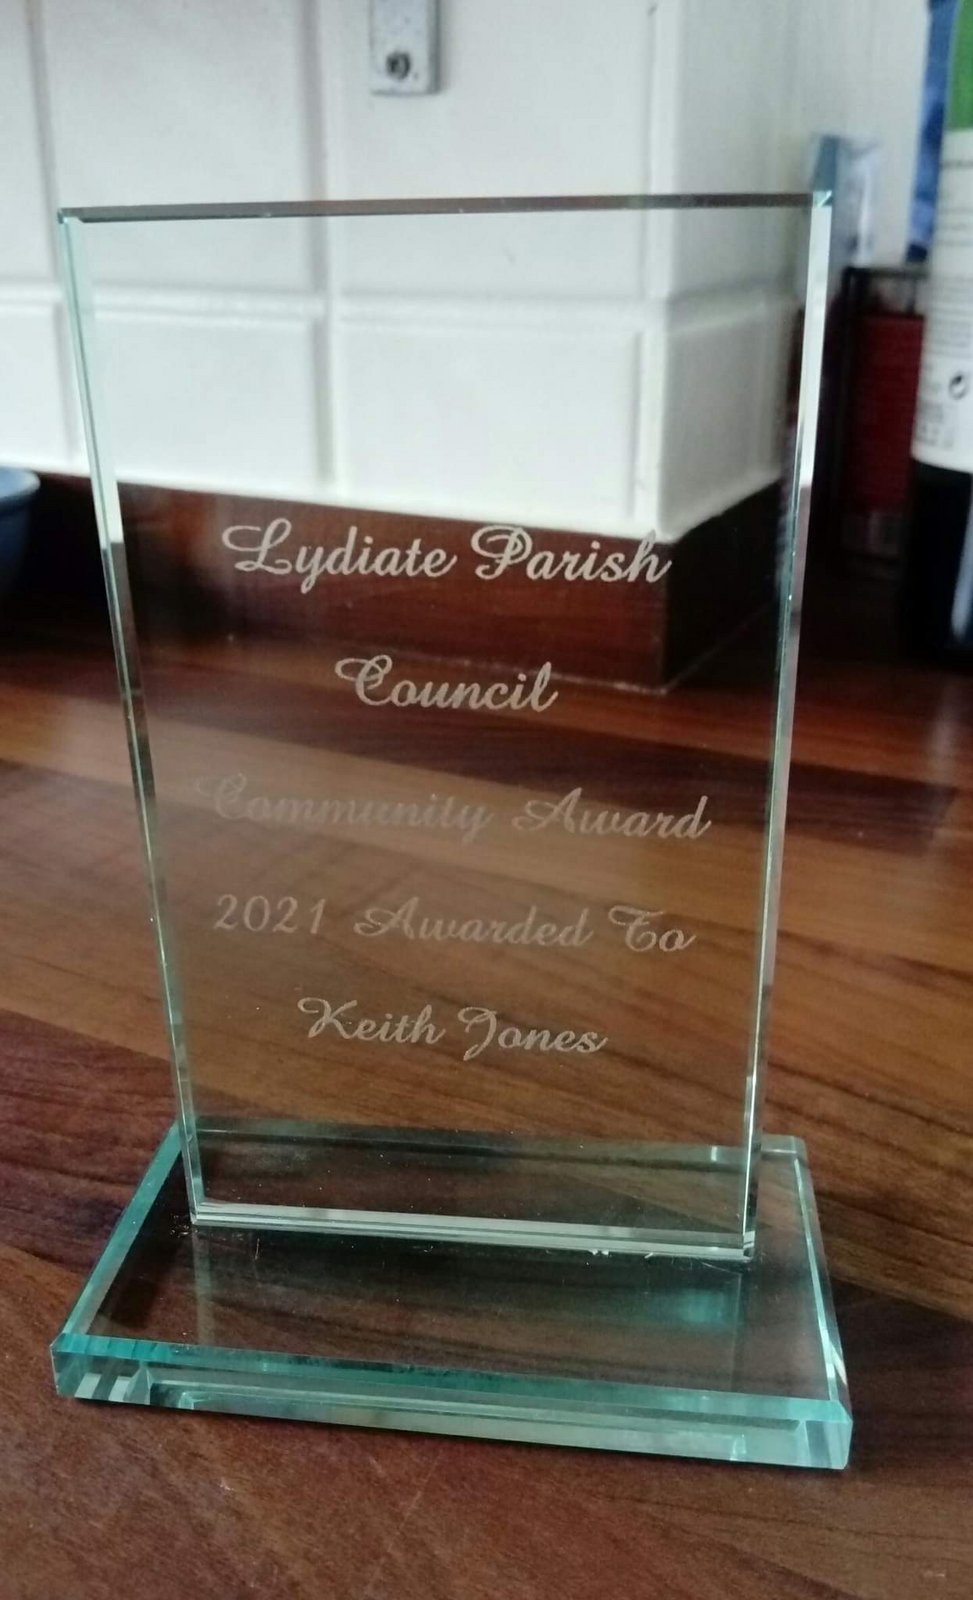 Lydiate Parish
Council
Community Award
2021 Awarded To
Keith Jones